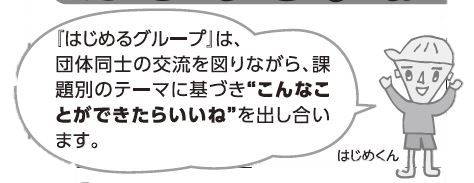 『はじめるグループ』は、
団体同士の交流を図りながら、課
題別のテーマに基づき“こんなこ
とができたらいいね”を出し合い
ます。
はじめくん